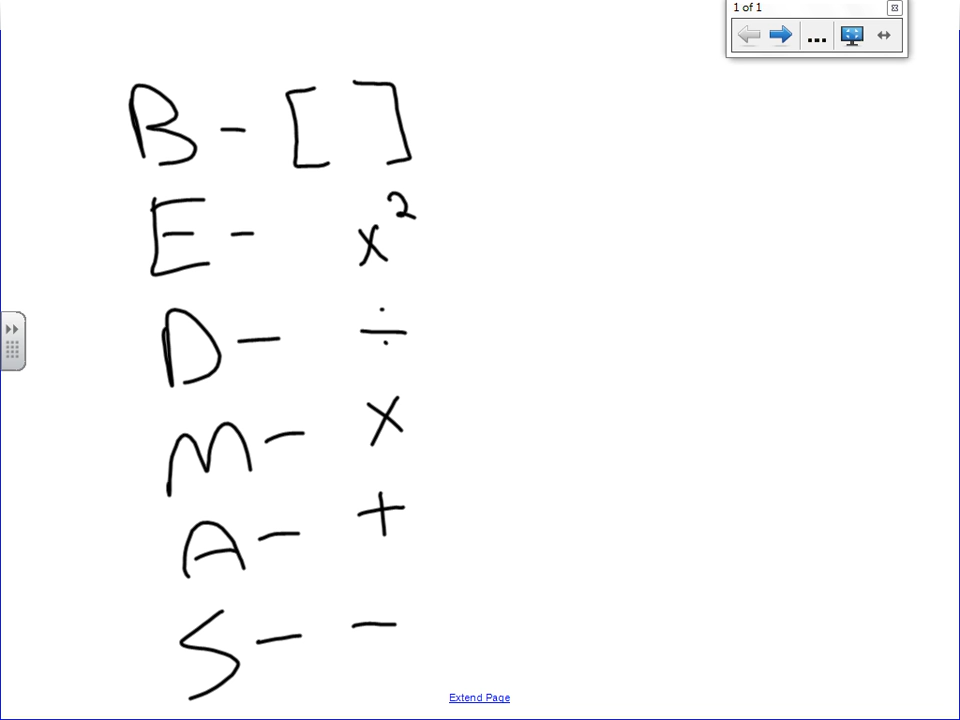 1 of 1
...
B - [ ]
E - x²
D - ÷
M - ×
A - +
S - -
Extend Page